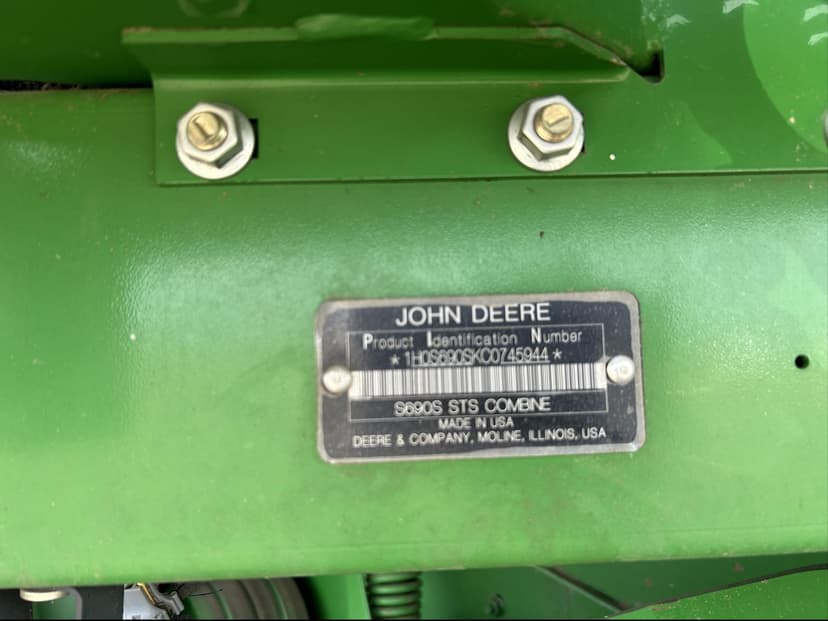 JOHN DEERE
Product Identification Number
*1H0S690SKC0745944*
S690S STS COMBINE
MADE IN USA
DEERE & COMPANY, MOLINE, ILLINOIS, USA